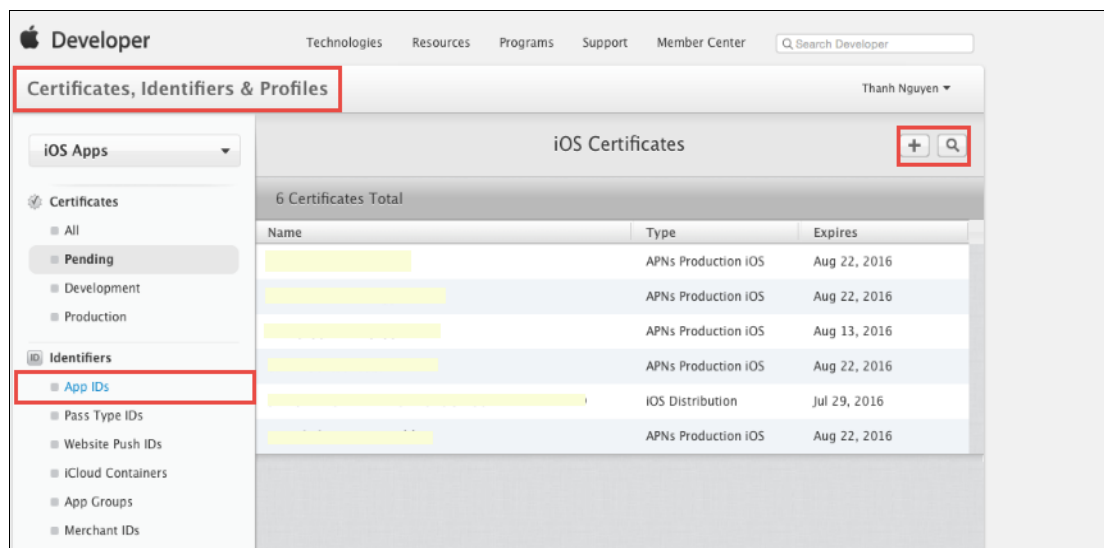 Developer
Technologies Resources Programs Support Member Center Search Developer
Certificates, Identifiers & Profiles
Thanh Nguyen
iOS Apps
iOS Certificates
Certificates
6 Certificates Total
All
Name Type Expires
Pending
APNs Production iOS Aug 22, 2016
Development
APNs Production iOS Aug 22, 2016
Production
APNs Production iOS Aug 13, 2016
ID Identifiers
APNs Production iOS Aug 22, 2016
App IDs
iOS Distribution Jul 29, 2016
Pass Type IDs
APNs Production iOS Aug 22, 2016
Website Push IDs
iCloud Containers
App Groups
Merchant IDs